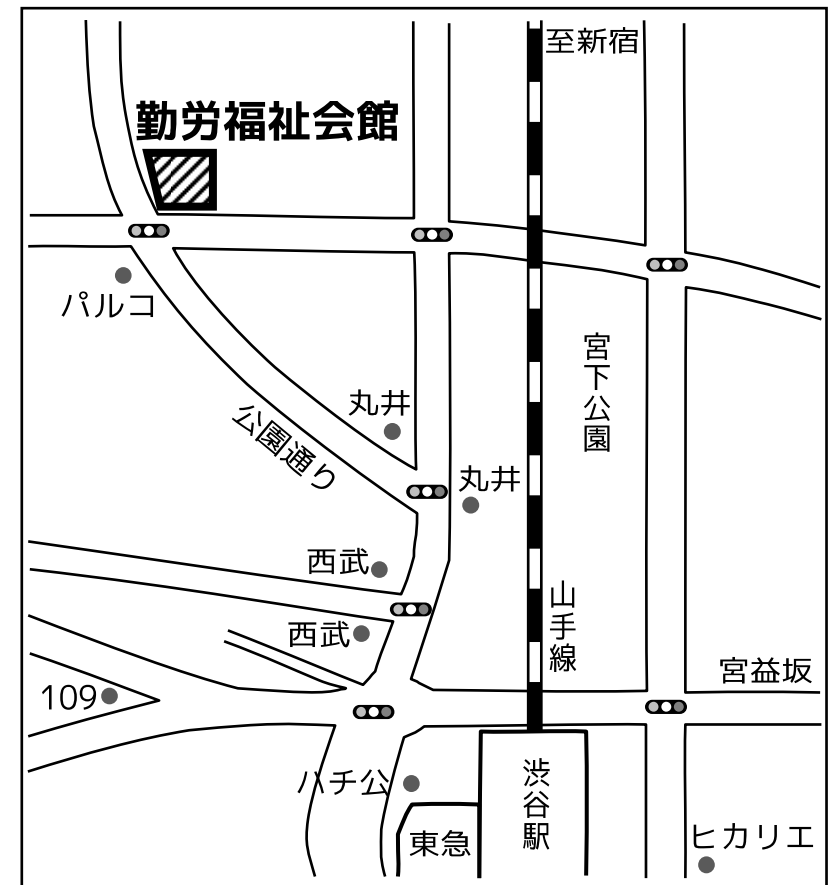 至新宿
勤労福祉会館
パルコ
宮下公園
丸井
公園通り
丸井
西武
山手線
西武
宮益坂
109
ハチ公
渋谷駅
東急
ヒカリエ